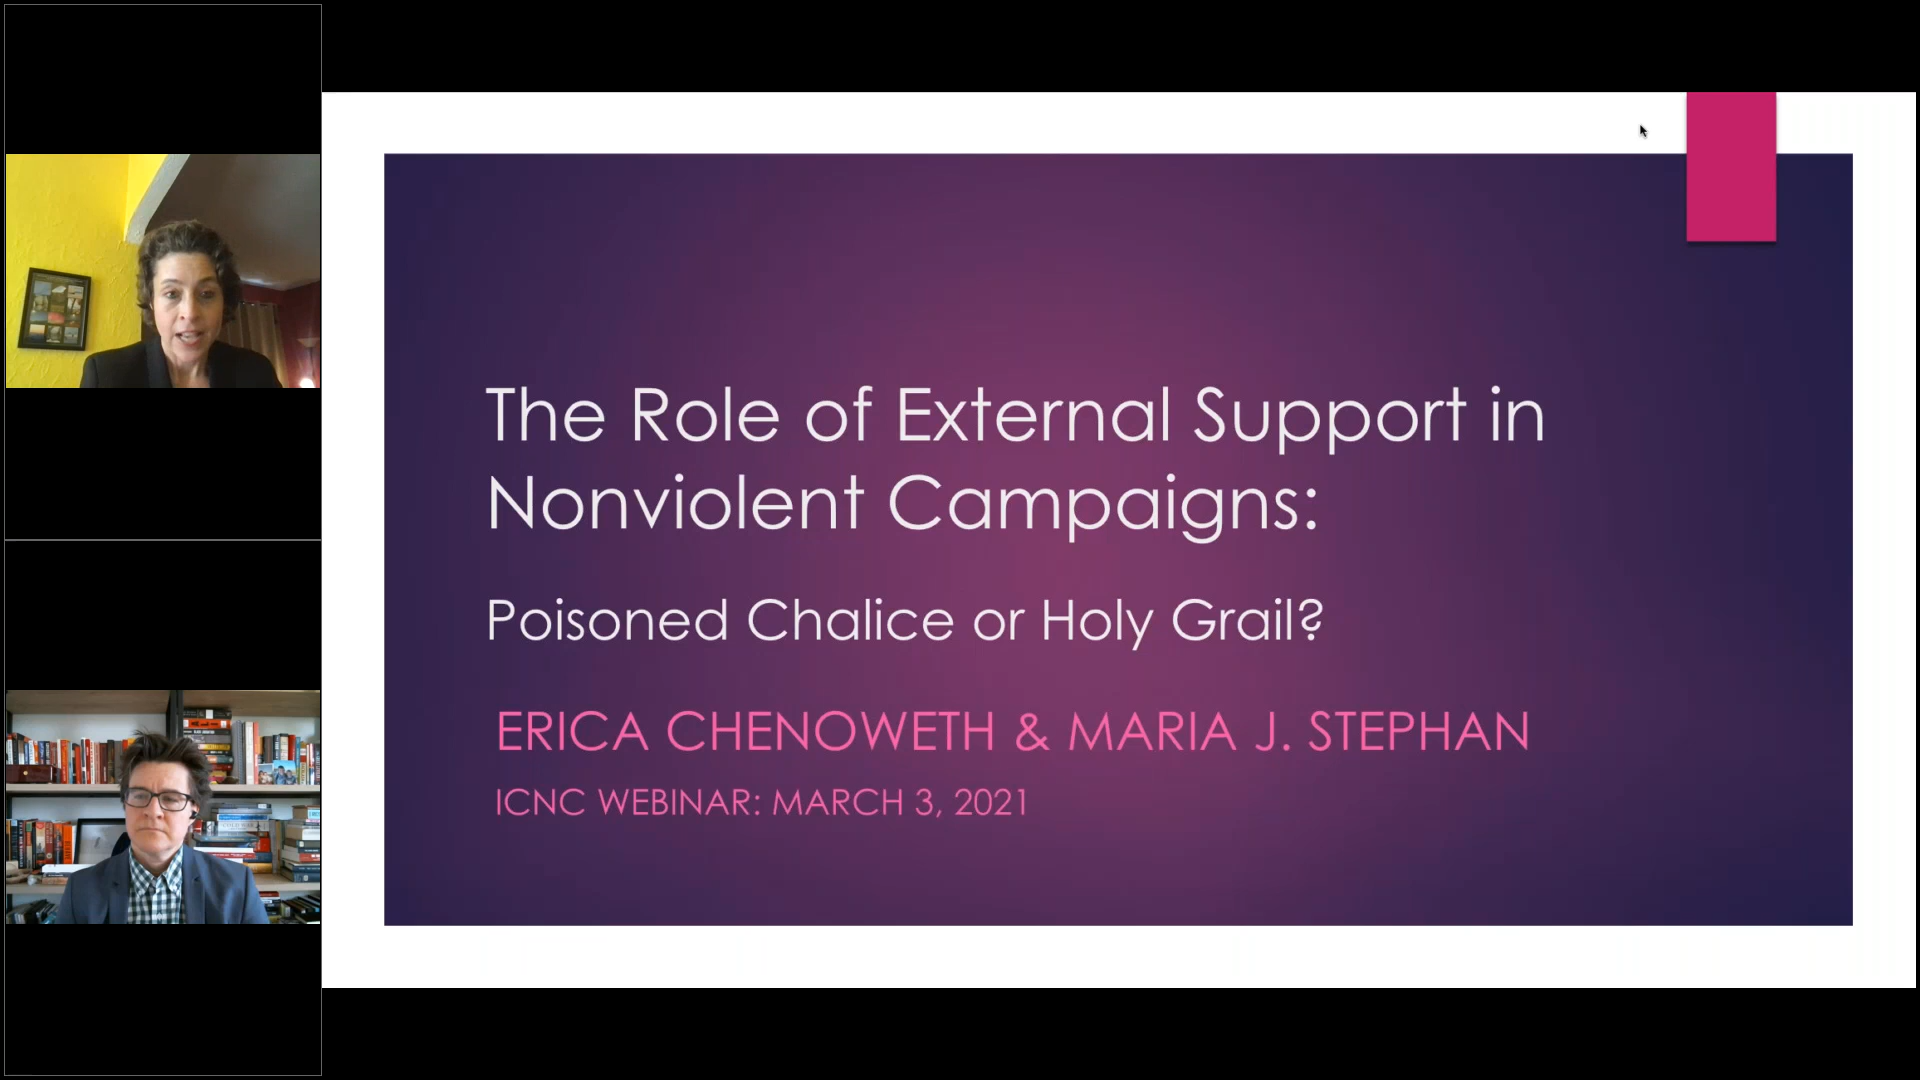 The Role of External Support in
Nonviolent Campaigns:
Poisoned Chalice or Holy Grail?
ERICA CHENOWETH & MARIA J. STEPHAN
ICNC WEBINAR: MARCH 3, 2021